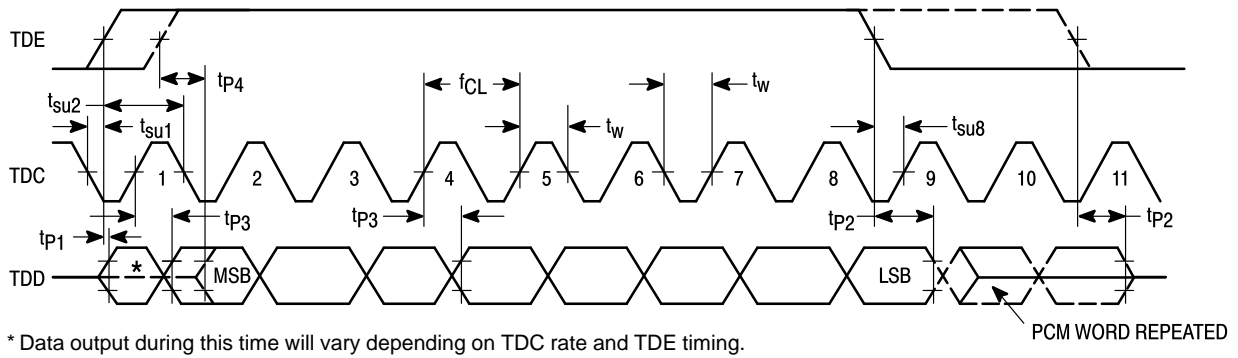 TDE
tP4
fCL
tw
tsu2
tsu1
tw
tsu8
TDC
1 2 3 4 5 6 7 8 9 10 11
tP3
tP3
tP2
tP2
tP1
TDD
*
MSB
LSB
PCM WORD REPEATED
* Data output during this time will vary depending on TDC rate and TDE timing.